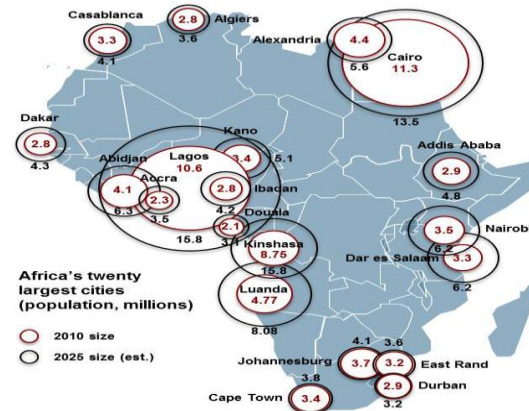 Casablanca
3.3
4.1
2.8
Algiers
3.6
Alexandria
4.4
5.6
Cairo
11.3
13.5
Dakar
2.8
4.3
Abidjan
4.1
6.3
Accra
2.3
3.5
Lagos
10.6
15.8
Kano
3.4
5.1
2.8
Ibadan
4.2
Douala
2.1
3.1
Kinshasa
8.75
15.8
Luanda
4.77
8.08
Addis Ababa
2.9
4.8
3.5
Nairobi
6.2
Dar es Salaam
3.3
6.2
Africa's twenty
largest cities
(population, millions)
2010 size
2025 size (est.)
Johannesburg
4.1
3.7
3.6
3.2
East Rand
2.9
Durban
3.2
Cape Town
3.8
3.4